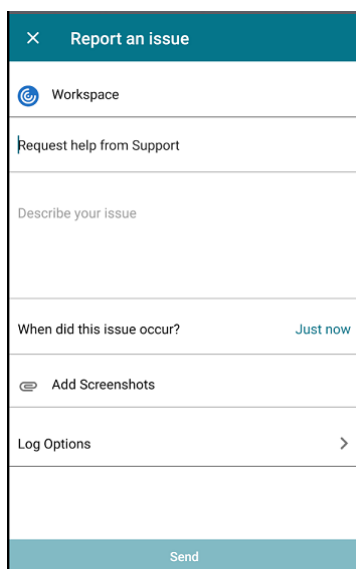 Report an issue
Workspace
Request help from Support
Describe your issue
When did this issue occur? Just now
Add Screenshots
Log Options
Send